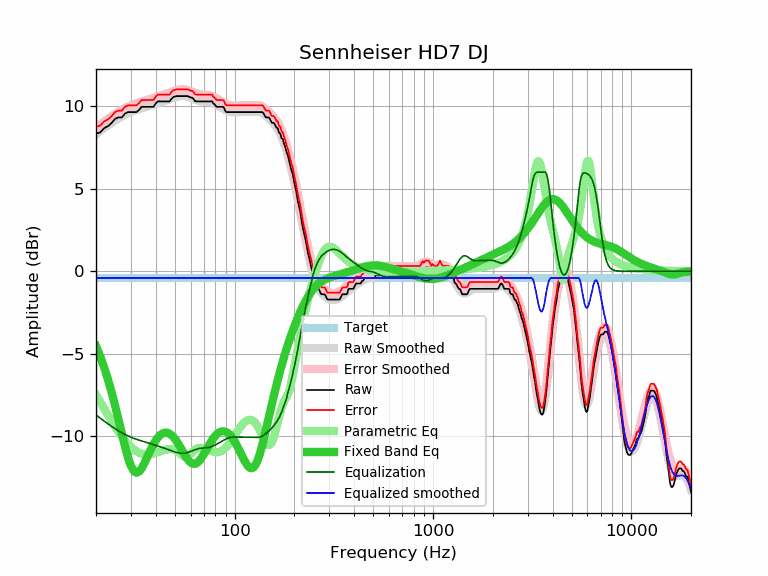 Sennheiser HD7 DJ
Amplitude (dBr)
10
5
0
−5
−10
Target
Raw Smoothed
Error Smoothed
Raw
Error
Parametric Eq
Fixed Band Eq
Equalization
Equalized smoothed
100
1000
10000
Frequency (Hz)